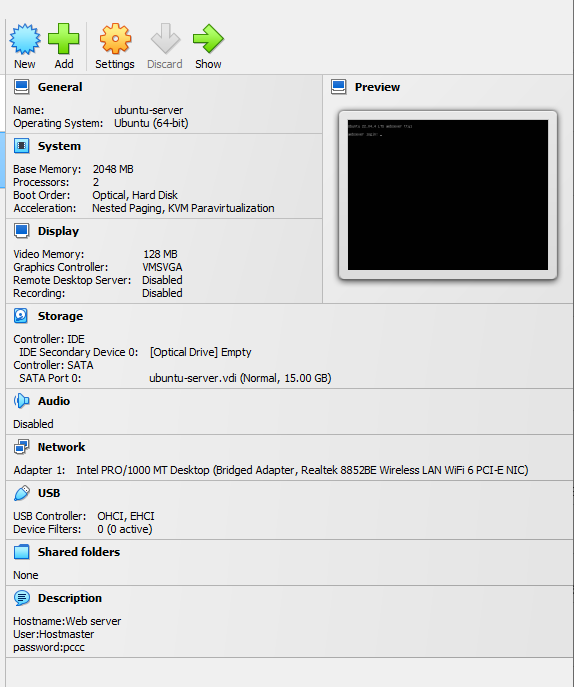 New Add Settings Discard Show
General
Name: ubuntu-server
Operating System: Ubuntu (64-bit)
System
Base Memory: 2048 MB
Processors: 2
Boot Order: Optical, Hard Disk
Acceleration: Nested Paging, KVM Paravirtualization
Display
Video Memory: 128 MB
Graphics Controller: VMSVGA
Remote Desktop Server: Disabled
Recording: Disabled
Preview
Storage
Controller: IDE
IDE Secondary Device 0: [Optical Drive] Empty
Controller: SATA
SATA Port 0: ubuntu-server.vdi (Normal, 15.00 GB)
Audio
Disabled
Network
Adapter 1: Intel PRO/1000 MT Desktop (Bridged Adapter, Realtek 8852BE Wireless LAN WiFi 6 PCI-E NIC)
USB
USB Controller: OHCI, EHCI
Device Filters: 0 (0 active)
Shared folders
None
Description
Hostname:Web server
User:Hostmaster
password:pccc